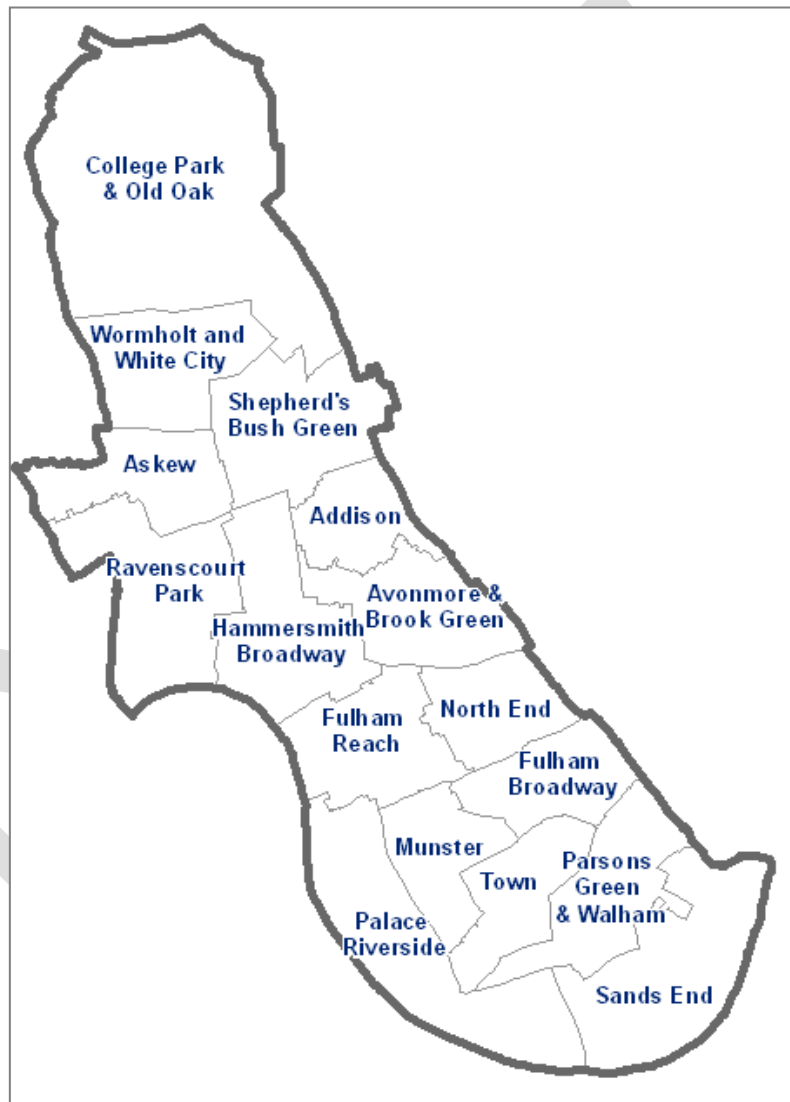 College Park
& Old Oak
Wormholt and
White City
Shepherd's
Bush Green
Askew
Addison
Ravenscourt
Park
Avonmore &
Brook Green
Hammersmith
Broadway
North End
Fulham
Reach
Fulham
Broadway
Munster
Parsons
Green
& Walham
Town
Palace
Riverside
Sands End